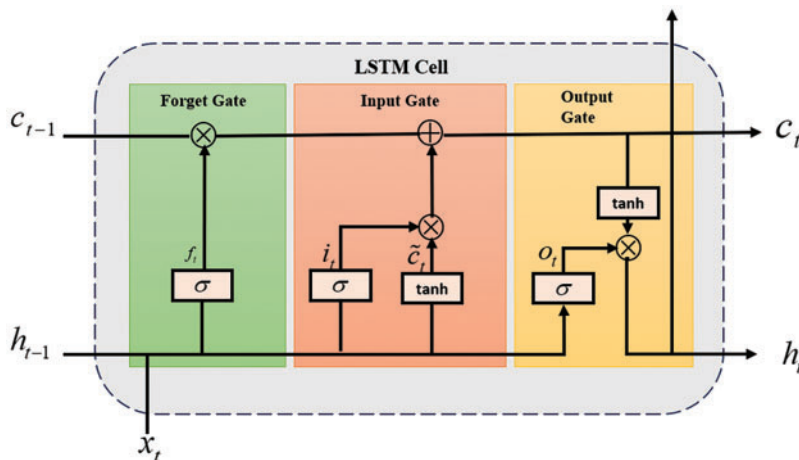 LSTM Cell
Forget Gate
Input Gate
Output
Gate
c_{t-1}
c_t
tanh
f_t
i_t
c̃_t
o_t
σ
σ
tanh
σ
h_{t-1}
h_t
x_t